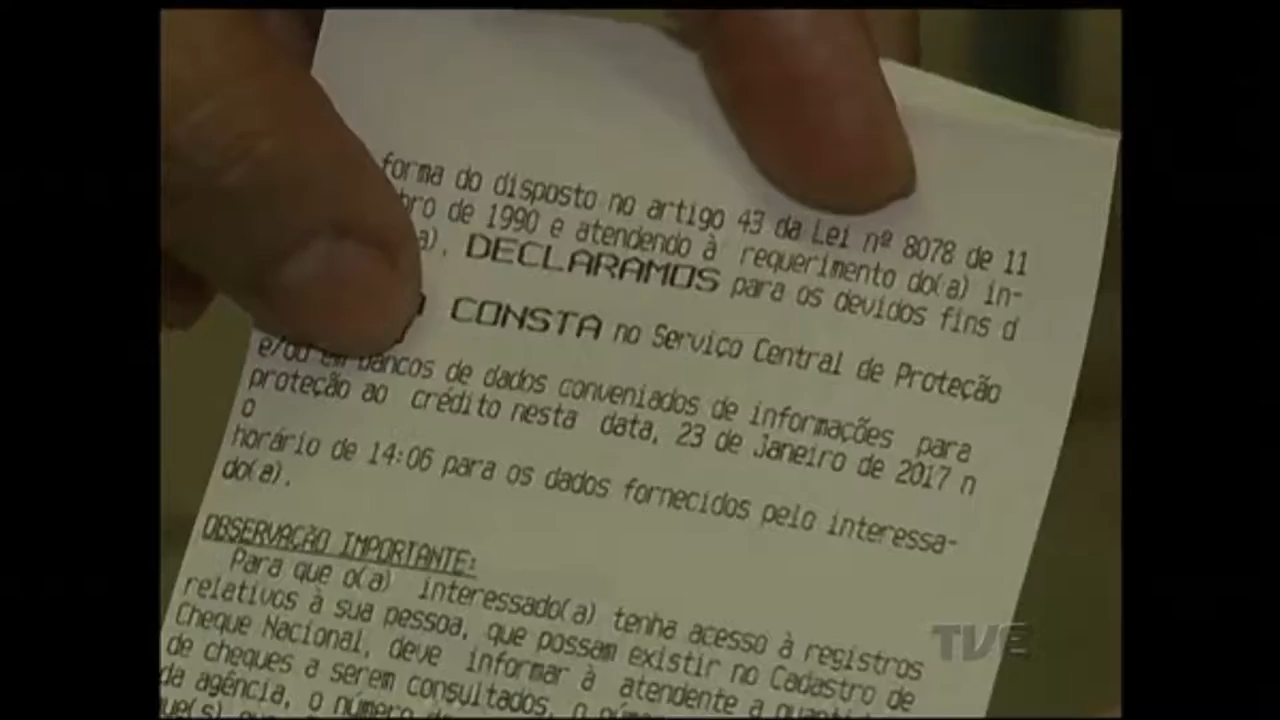 forma do disposto no artigo 43 da Lei nº 8078 de 11
bro de 1990 e atendendo à requerimento do(a) in-
a), DECLARAMOS para os devidos fins d
CONSTA no Serviço Central de Proteção
e/ou em bancos de dados conveniados de informações para
proteção ao crédito nesta data, 23 de Janeiro de 2017 n
o
horário de 14:06 para os dados fornecidos pelo interessa-
do(a).
OBSERVAÇÃO IMPORTANTE:
Para que o(a) interessado(a) tenha acesso à registros
relativos à sua pessoa, que possam existir no Cadastro de
Cheque Nacional, deve informar à atendente a
de cheques a serem consultados, o
da agência, o número
TVE